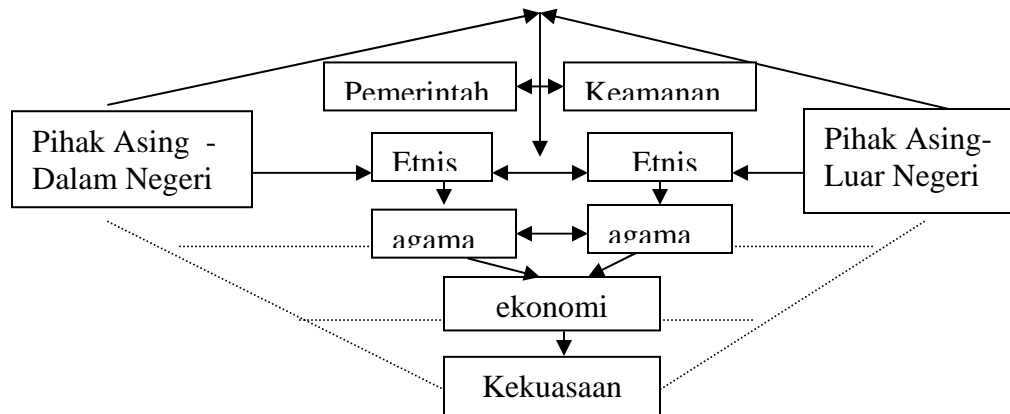 Pemerintah
Keamanan
Pihak Asing -
Dalam Negeri
Etnis
Etnis
Pihak Asing-
Luar Negeri
agama
agama
ekonomi
Kekuasaan